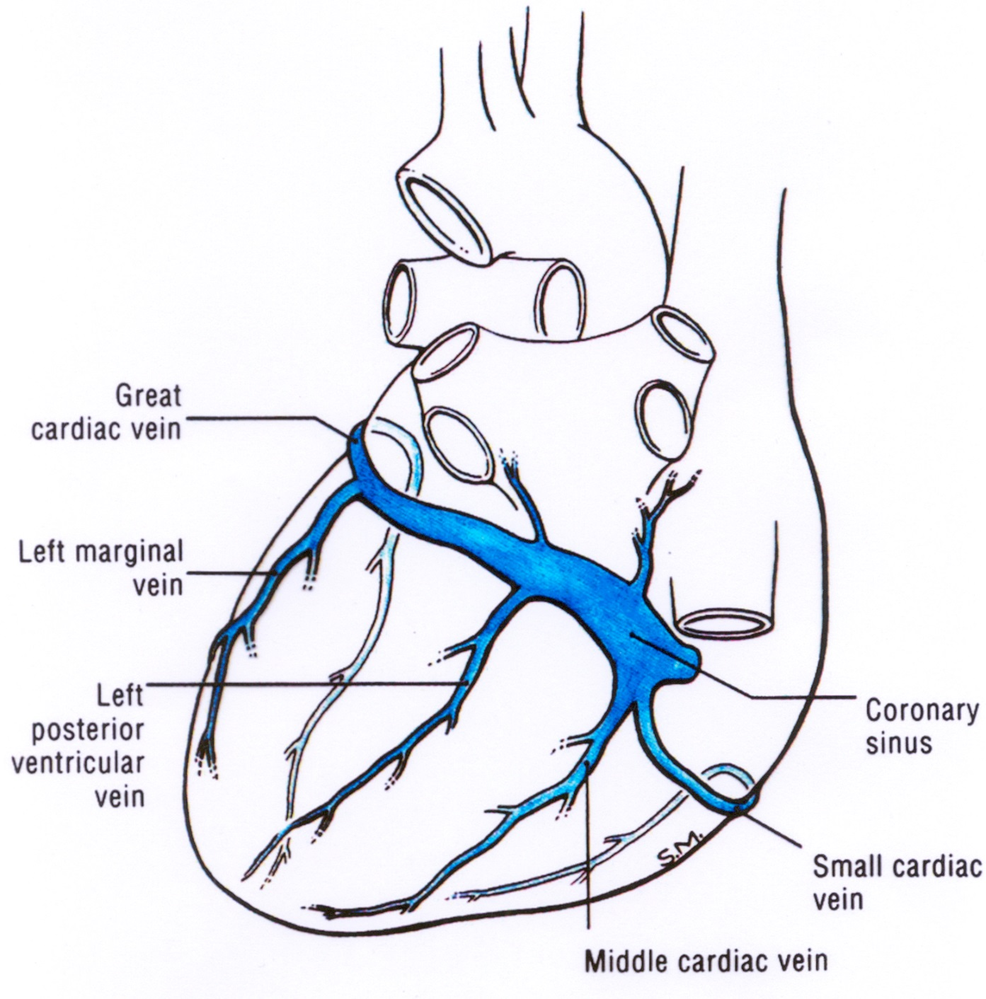 Great
cardiac vein
Left marginal
vein
Left
posterior
ventricular
vein
Coronary
sinus
S.M.
Small cardiac
vein
Middle cardiac vein